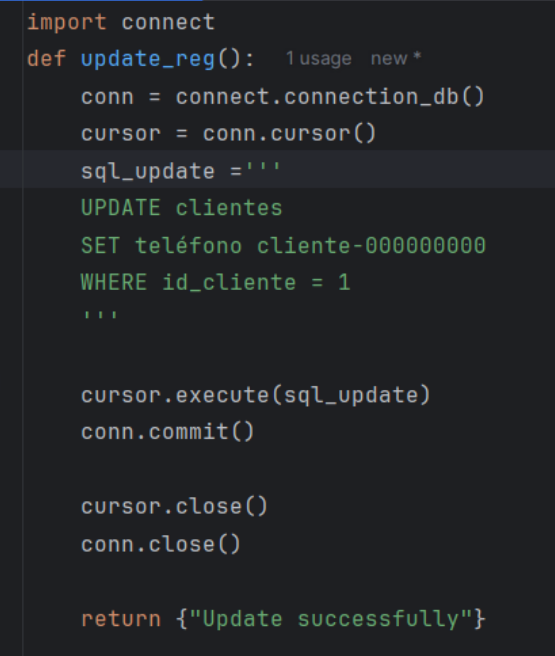 import connect
def update_reg():  1 usage  new *
    conn = connect.connection_db()
    cursor = conn.cursor()
    sql_update ='''
    UPDATE clientes
    SET teléfono cliente-000000000
    WHERE id_cliente = 1
    '''
    cursor.execute(sql_update)
    conn.commit()
    cursor.close()
    conn.close()
    return {"Update successfully"}